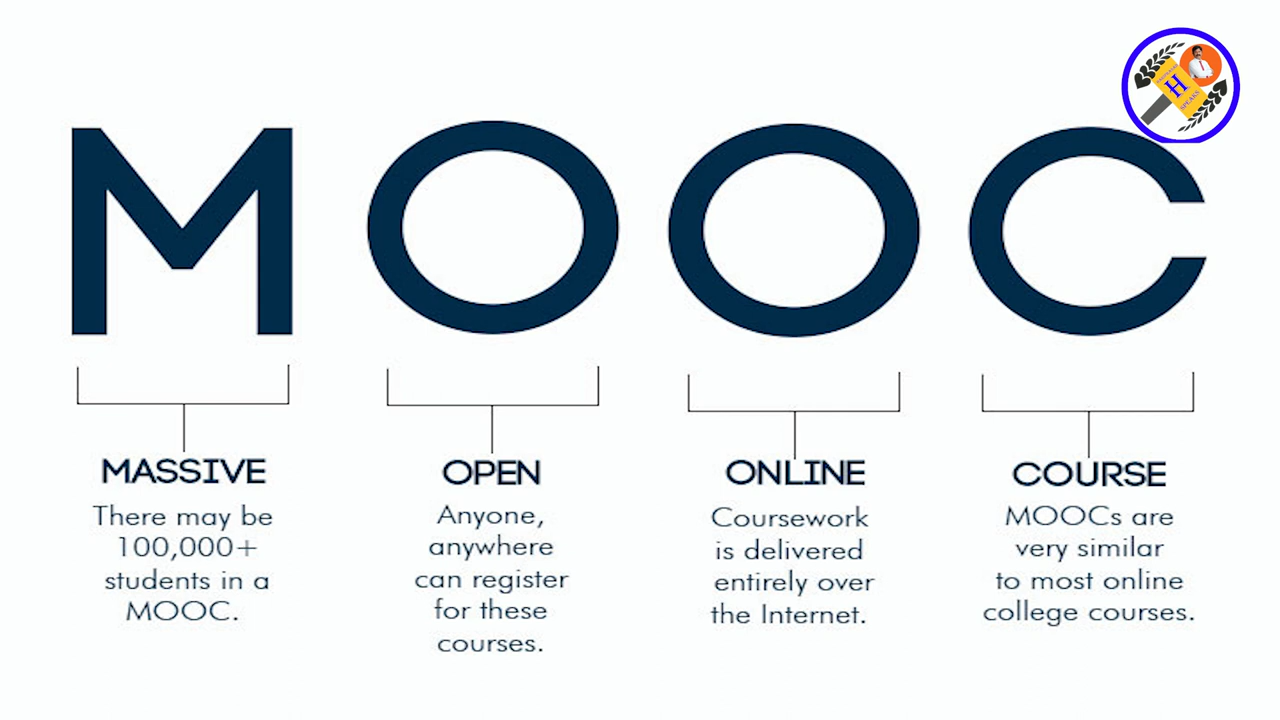 MOOC
H
SPEAKS
MASSIVE
There may be
100,000+
students in a
MOOC.
OPEN
Anyone,
anywhere
can register
for these
courses.
ONLINE
Coursework
is delivered
entirely over
the Internet.
COURSE
MOOCs are
very similar
to most online
college courses.